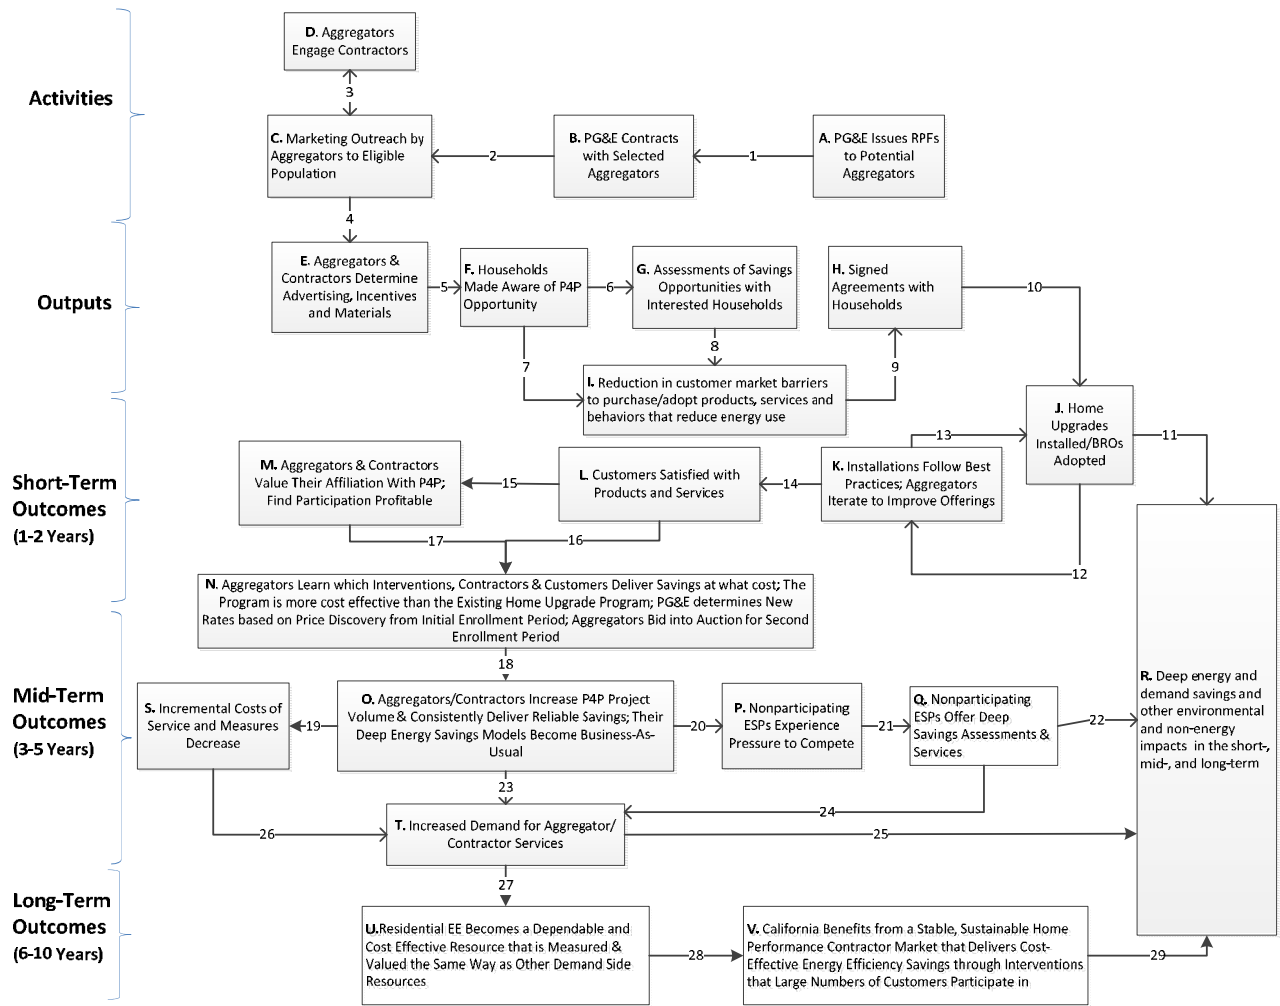 Activities
D. Aggregators
Engage Contractors
3
C. Marketing Outreach by
Aggregators to Eligible
Population
2
B. PG&E Contracts
with Selected
Aggregators
1
A. PG&E Issues RPFs
to Potential
Aggregators
4
Outputs
E. Aggregators &
Contractors Determine
Advertising, Incentives
and Materials
5
F. Households
Made Aware of P4P
Opportunity
6
G. Assessments of Savings
Opportunities with
Interested Households
H. Signed
Agreements with
Households
10
7
8
9
I. Reduction in customer market barriers
to purchase/adopt products, services and
behaviors that reduce energy use
Short-Term
Outcomes
(1-2 Years)
J. Home
Upgrades
Installed/BROs
Adopted
11
13
M. Aggregators & Contractors
Value Their Affiliation With P4P;
Find Participation Profitable
15
L. Customers Satisfied with
Products and Services
14
K. Installations Follow Best
Practices; Aggregators
Iterate to Improve Offerings
17
16
12
N. Aggregators Learn which Interventions, Contractors & Customers Deliver Savings at what cost; The
Program is more cost effective than the Existing Home Upgrade Program; PG&E determines New
Rates based on Price Discovery from Initial Enrollment Period; Aggregators Bid into Auction for Second
Enrollment Period
18
Mid-Term
Outcomes
(3-5 Years)
S. Incremental Costs of
Service and Measures
Decrease
19
O. Aggregators/Contractors Increase P4P Project
Volume & Consistently Deliver Reliable Savings; Their
Deep Energy Savings Models Become Business-As-
Usual
20
P. Nonparticipating
ESPs Experience
Pressure to Compete
21
Q. Nonparticipating
ESPs Offer Deep
Savings Assessments &
Services
22
R. Deep energy and
demand savings and
other environmental
and non-energy
impacts in the short-,
mid-, and long-term
23
24
26
T. Increased Demand for Aggregator/
Contractor Services
25
27
Long-Term
Outcomes
(6-10 Years)
U.Residential EE Becomes a Dependable and
Cost Effective Resource that is Measured &
Valued the Same Way as Other Demand Side
Resources
28
V. California Benefits from a Stable, Sustainable Home
Performance Contractor Market that Delivers Cost-
Effective Energy Efficiency Savings through Interventions
that Large Numbers of Customers Participate in
29